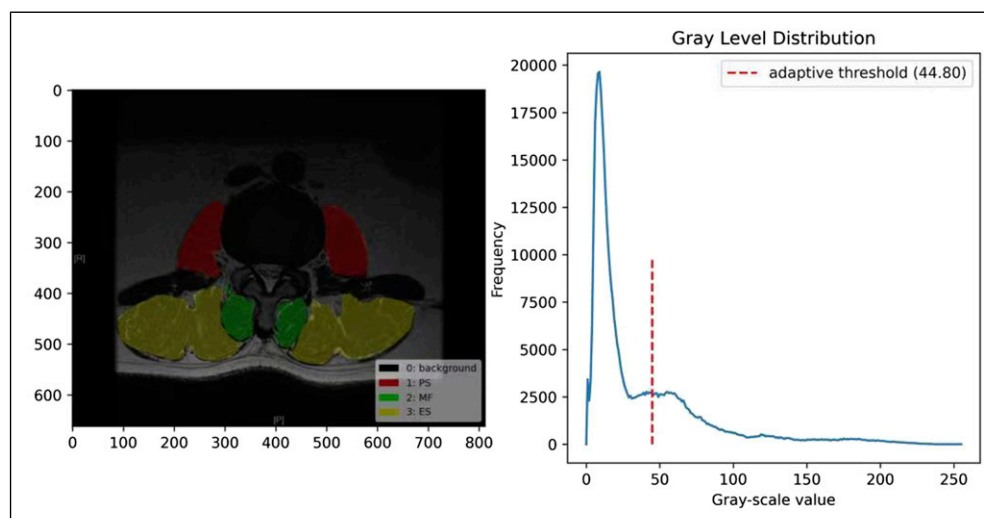 0
100
200
300
400
500
600
0 100 200 300 400 500 600 700 800
[R]
[P]
0: background
1: PS
2: MF
3: ES
Gray Level Distribution
adaptive threshold (44.80)
Frequency
20000
17500
15000
12500
10000
7500
5000
2500
0
0 50 100 150 200 250
Gray-scale value